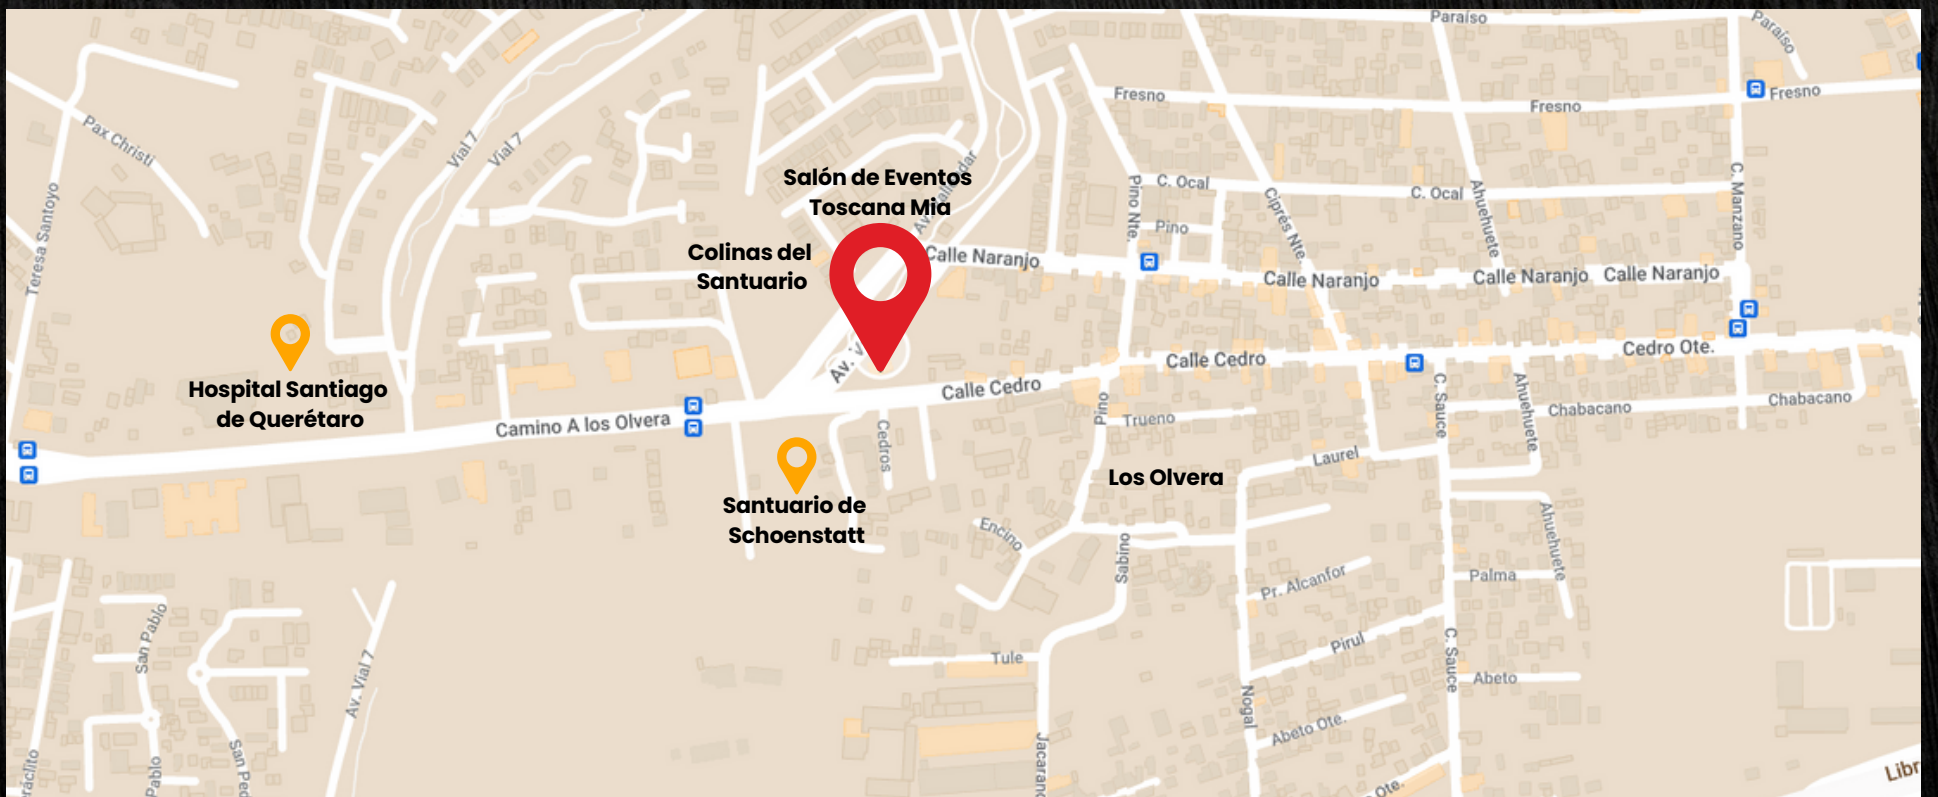 Paraíso
Paraíso
Fresno
Fresno
Fresno
Pax Christi
Vial 7
Vial 7
Teresa Santoyo
Salón de Eventos
Toscana Mia
Colinas del
Santuario
Calle Naranjo
Pino Nte.
C. Ocal
Pino
Ciprés Nte.
C. Ocal
Ahuehuete
C. Manzano
Calle Naranjo
Calle Naranjo
Calle Naranjo
Hospital Santiago
de Querétaro
Camino A los Olvera
Av.
Calle Cedro
Calle Cedro
Cedro Ote.
Cedros
Pino
Trueno
C. Sauce
Ahuehuete
Chabacano
Chabacano
Laurel
Los Olvera
Santuario de
Schoenstatt
Encino
Sabino
Ahuehuete
Pr. Alcanfor
Palma
San Pablo
Av. Vial 7
Tule
Pirul
C. Sauce
Abeto
Nogal
Abeto Ote.
Pablo
Ote.